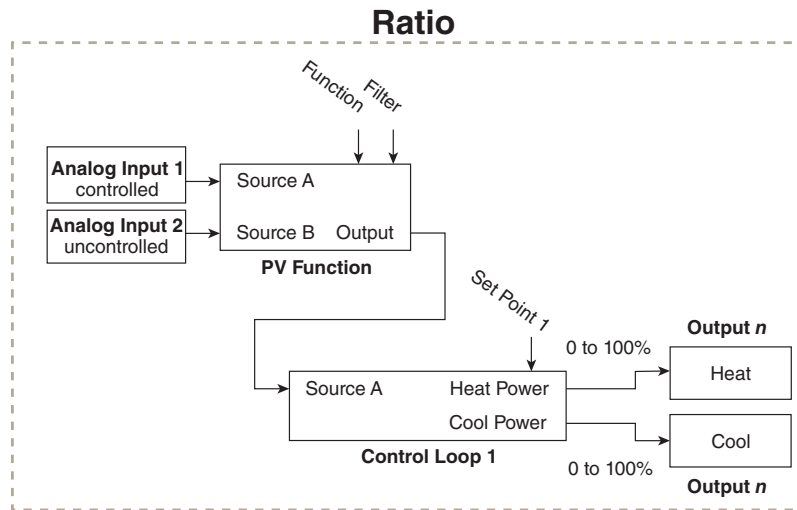 Ratio
Function
Filter
Analog Input 1
controlled
Analog Input 2
uncontrolled
Source A
Source B Output
PV Function
Set Point 1
0 to 100%
Output n
Heat
Source A Heat Power
Cool Power
Control Loop 1
Cool
0 to 100%
Output n